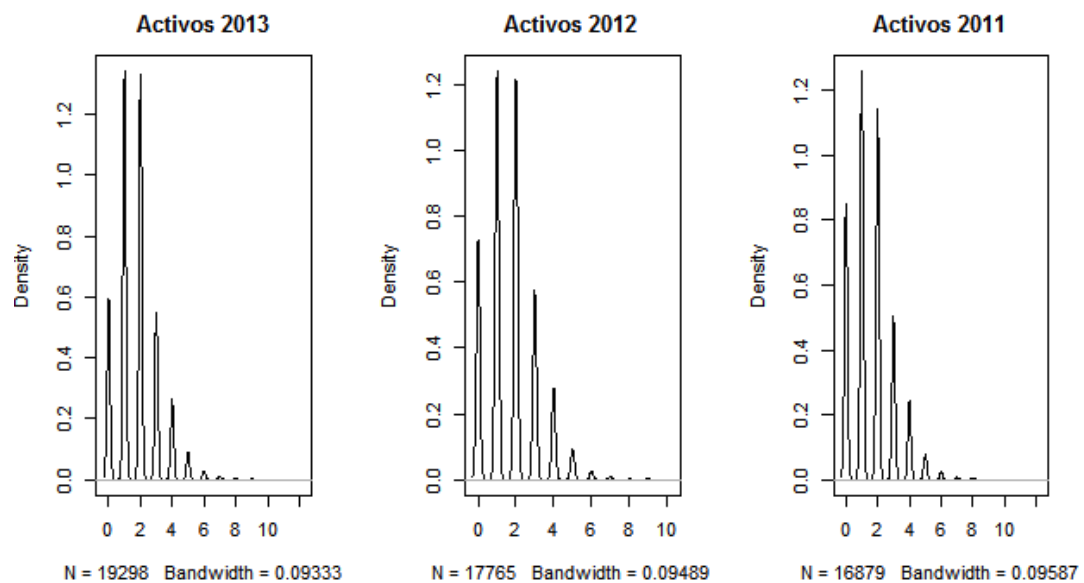 Activos 2013
Density
0.0 0.2 0.4 0.6 0.8 1.0 1.2
0 2 4 6 8 10
N = 19298 Bandwidth = 0.09333
Activos 2012
Density
0.0 0.2 0.4 0.6 0.8 1.0 1.2
0 2 4 6 8 10
N = 17765 Bandwidth = 0.09489
Activos 2011
Density
0.0 0.2 0.4 0.6 0.8 1.0 1.2
0 2 4 6 8 10
N = 16879 Bandwidth = 0.09587